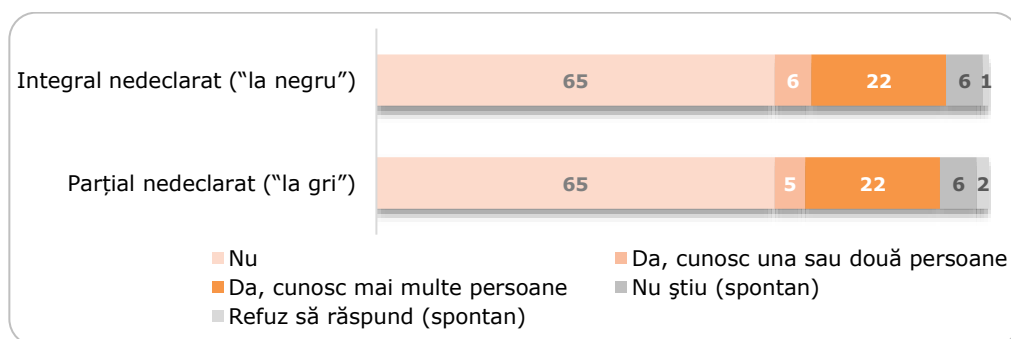 Integral nedeclarat (“la negru”) 65 6 22 6 1
Parțial nedeclarat (“la gri”) 65 5 22 6 2
Nu Da, cunosc una sau două persoane
Da, cunosc mai multe persoane Nu ştiu (spontan)
Refuz să răspund (spontan)